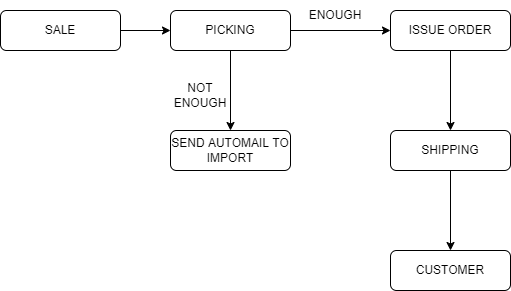 SALE
PICKING
ENOUGH
ISSUE ORDER
NOT
ENOUGH
SEND AUTOMAIL TO
IMPORT
SHIPPING
CUSTOMER